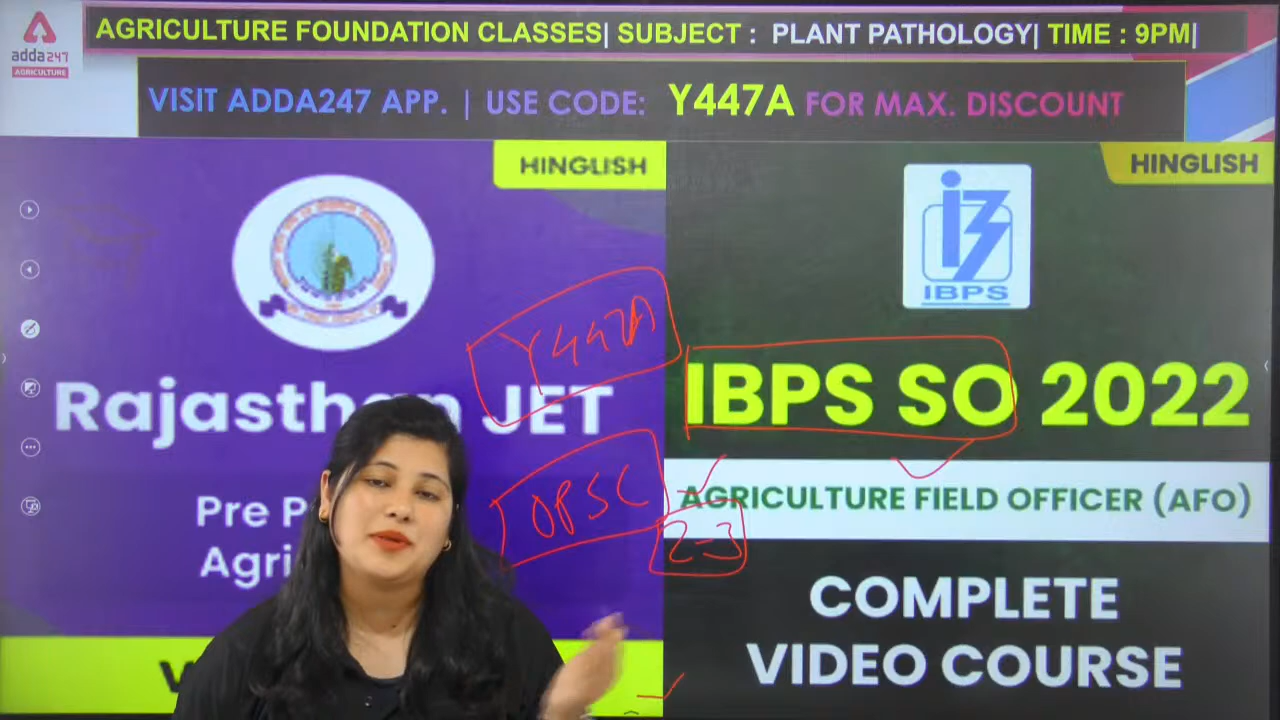 adda247
AGRICULTURE
AGRICULTURE FOUNDATION CLASSES| SUBJECT : PLANT PATHOLOGY| TIME : 9PM|
VISIT ADDA247 APP. | USE CODE: Y447A FOR MAX. DISCOUNT
HINGLISH
Rajasthan JET
Pre
Agri
Y447A
OPSC
2-3
HINGLISH
IBPS
IBPS SO 2022
AGRICULTURE FIELD OFFICER (AFO)
COMPLETE
VIDEO COURSE